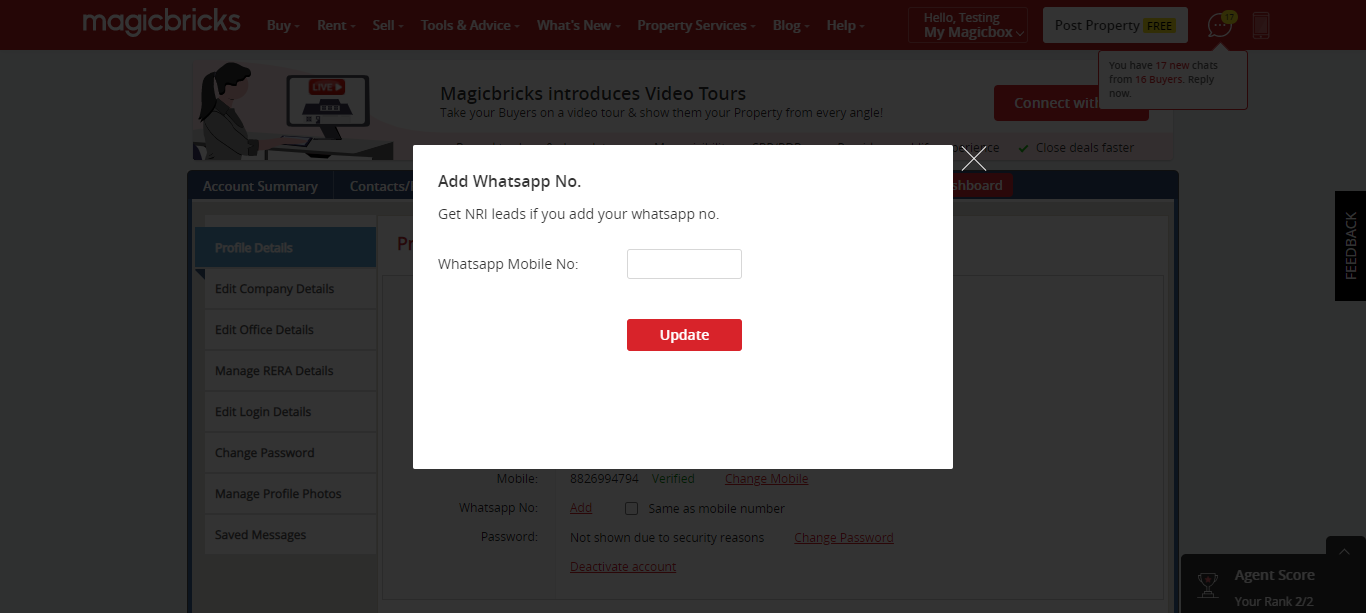 magicbricks
Buy Rent Sell Tools & Advice What's New Property Services Blog Help
Hello, Testing
My Magicbox
Post Property FREE
17
You have 17 new chats
from 16 Buyers. Reply
now.
LIVE
Magicbricks introduces Video Tours
Take your Buyers on a video tour & show them your Property from every angle!
Connect with
Close deals faster
Account Summary
Contacts/
shboard
Add Whatsapp No.
Get NRI leads if you add your whatsapp no.
Whatsapp Mobile No:
Update
Profile Details
Edit Company Details
Edit Office Details
Manage RERA Details
Edit Login Details
Change Password
Manage Profile Photos
Saved Messages
Mobile: 8826994794 Verified Change Mobile
Whatsapp No: Add Same as mobile number
Password: Not shown due to security reasons Change Password
Deactivate account
FEEDBACK
Agent Score
Your Rank 2/2